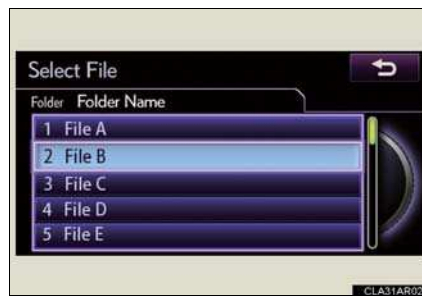 Select File
Folder Folder Name
1 File A
2 File B
3 File C
4 File D
5 File E
CLA31AR02